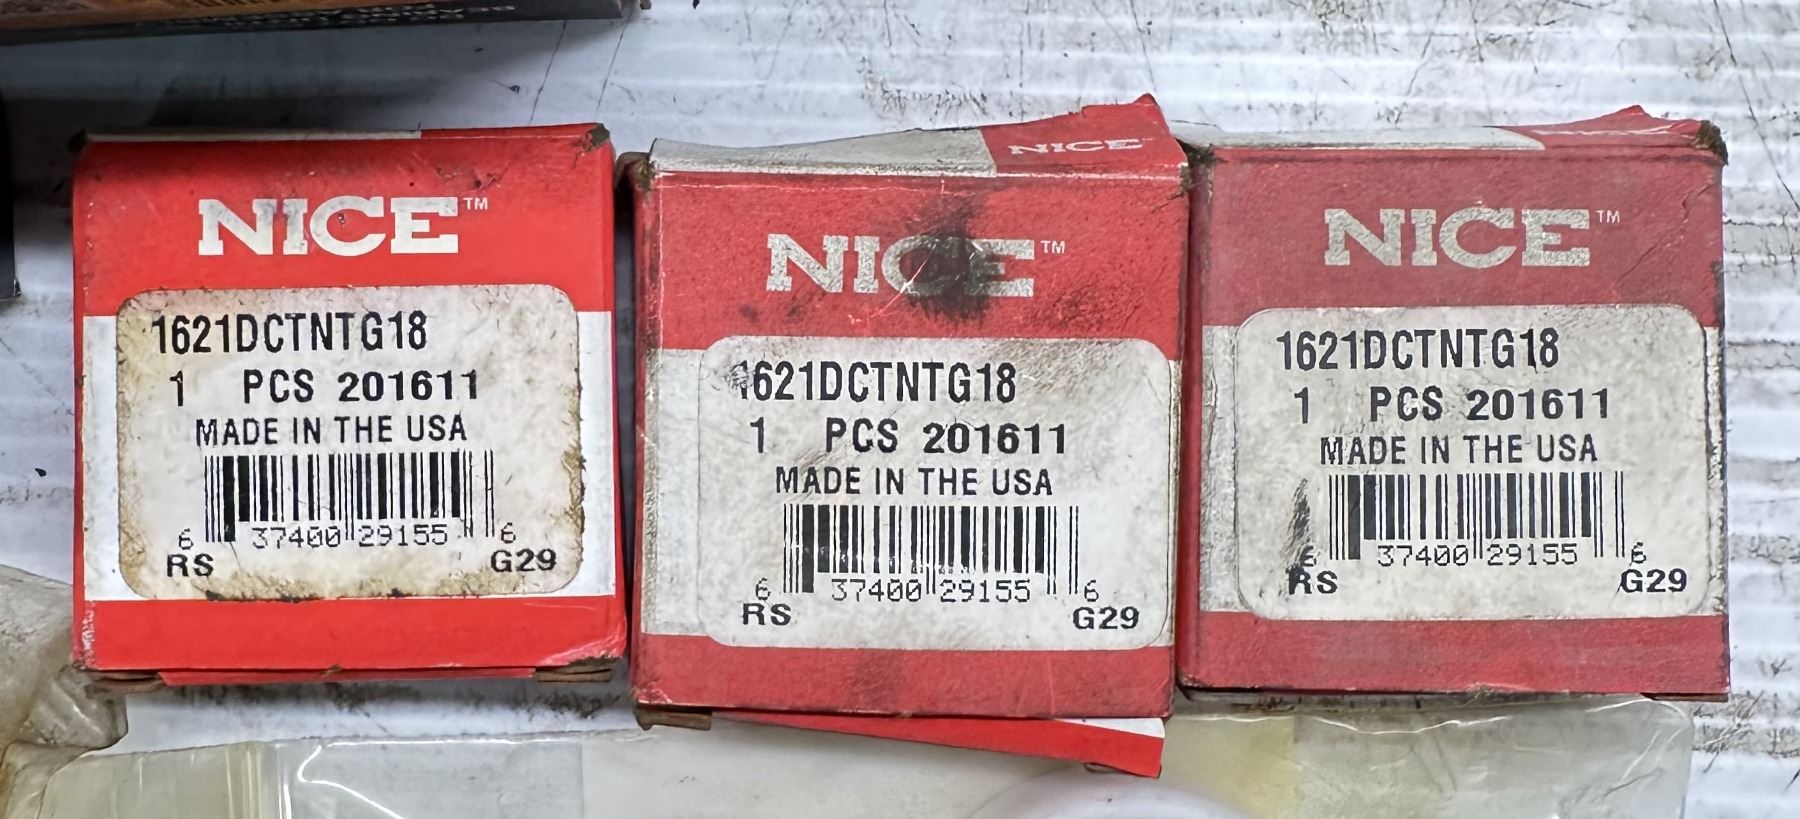 NICE™
1621DCTNTG18
1 PCS 201611
MADE IN THE USA
6 37400 29155 6
RS G29
NICE
NICE™
1621DCTNTG18
1 PCS 201611
MADE IN THE USA
6 37400 29155 6
RS G29
NICE™
1621DCTNTG18
1 PCS 201611
MADE IN THE USA
6 37400 29155 6
RS G29